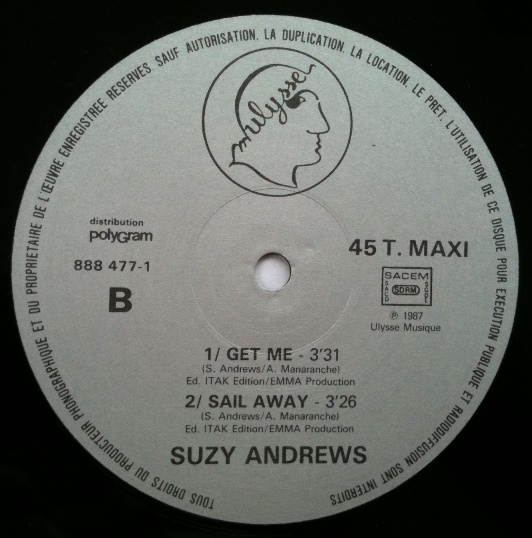 TOUS DROITS DU PRODUCTEUR PHONOGRAPHIQUE ET DU PROPRIETAIRE DE L'ŒUVRE ENREGISTREE RESERVES. SAUF AUTORISATION. LA DUPLICATION. LA LOCATION. LE PRET. L'UTILISATION DE CE DISQUE POUR EXECUTION PUBLIQUE ET RADIODIFFUSION SONT INTERDITS
ulysse
distribution
polyGram
888 477-1
B
45 T. MAXI
SACEM
SACD
SDRM
SGDL
℗ 1987
Ulysse Musique
1/ GET ME - 3'31
(S. Andrews/A. Manaranche)
Ed. ITAK Edition/EMMA Production
2/ SAIL AWAY - 3'26
(S. Andrews/A. Manaranche)
Ed. ITAK Edition/EMMA Production
SUZY ANDREWS